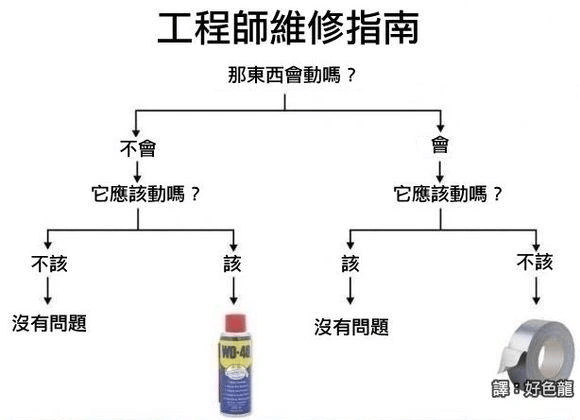 工程師維修指南
那東西會動嗎？
不會
會
它應該動嗎？
它應該動嗎？
不該
該
該
不該
沒有問題
WD-40
沒有問題
譯：好色龍